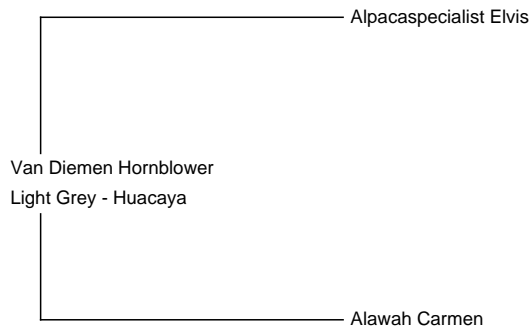 Alpacaspecialist Elvis
Van Diemen Hornblower
Light Grey - Huacaya
Alawah Carmen